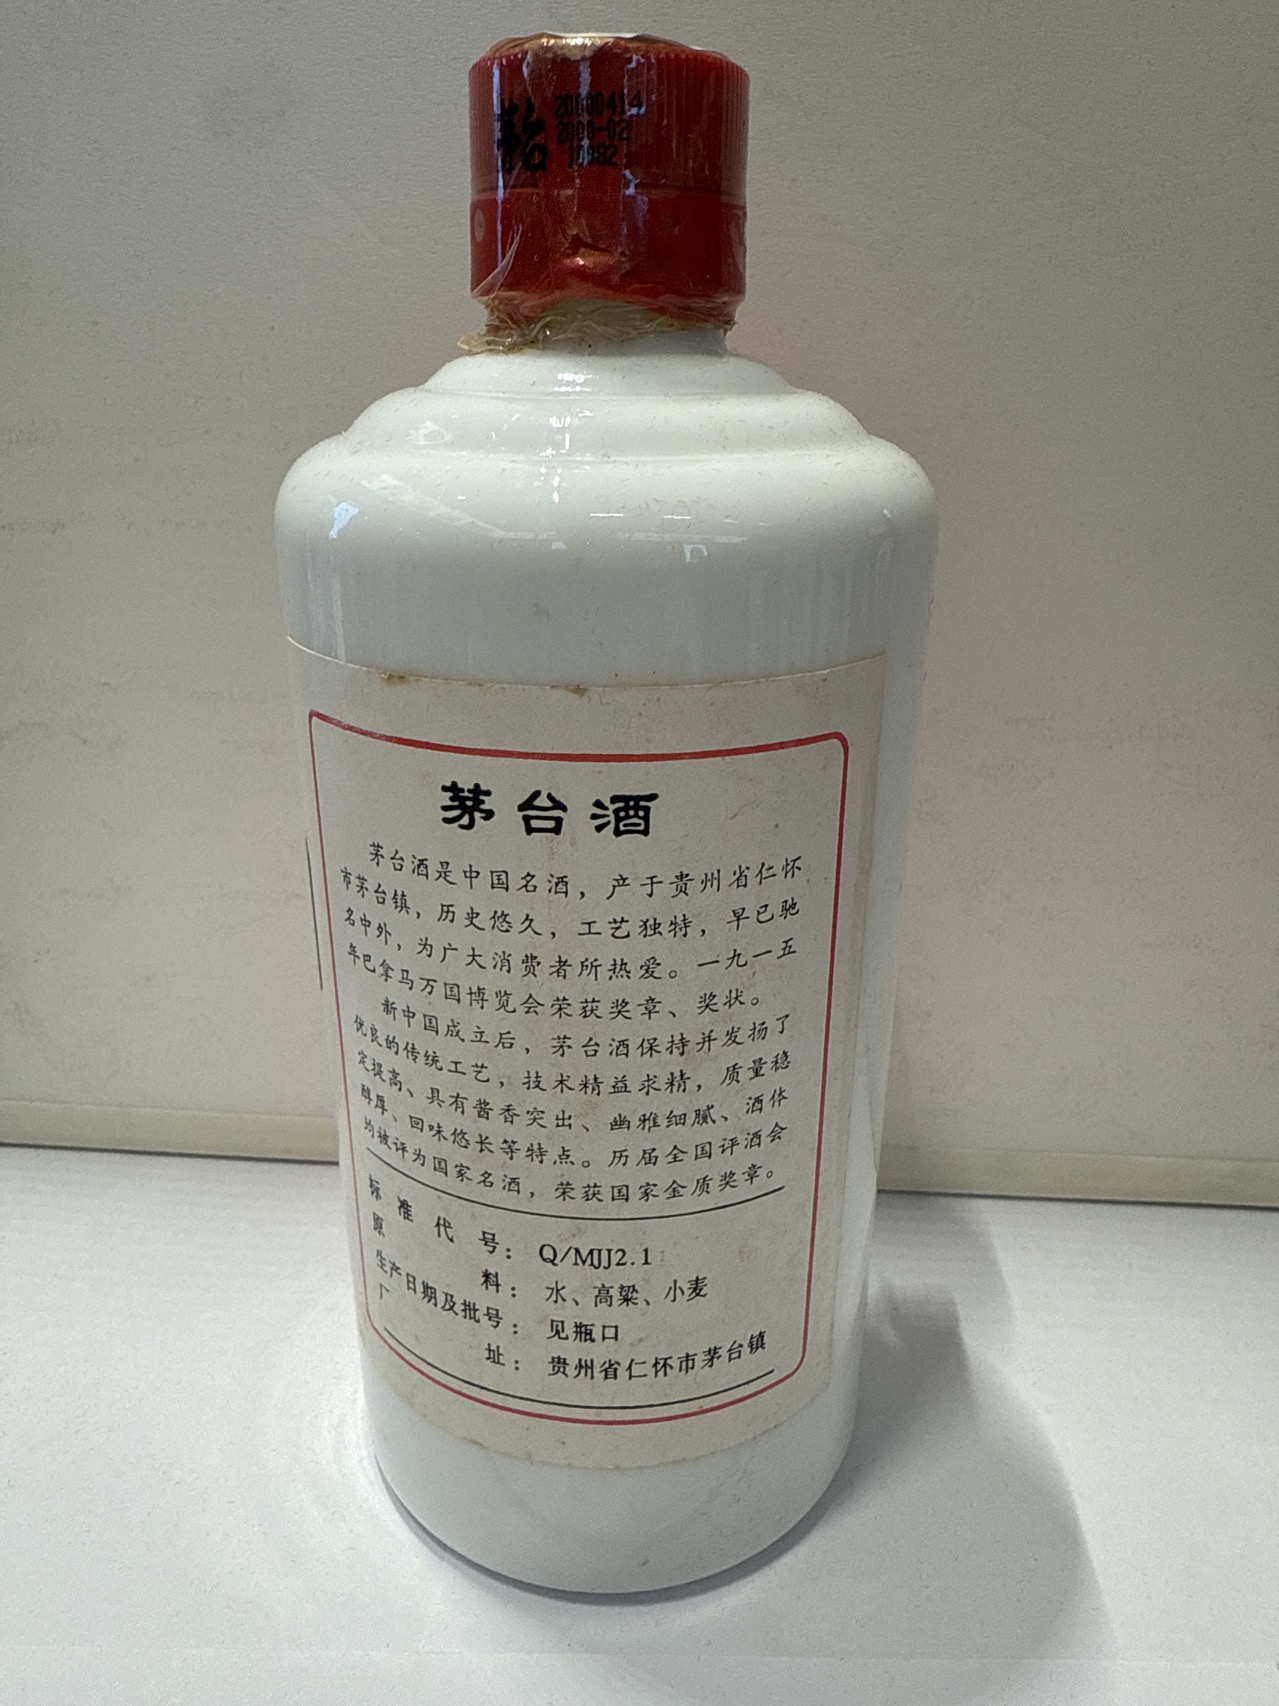 茅台
20000414
2000-02
10982
茅台酒
茅台酒是中国名酒，产于贵州省仁怀
市茅台镇，历史悠久，工艺独特，早已驰
名中外，为广大消费者所热爱。一九一五
年巴拿马万国博览会荣获奖章、奖状。
新中国成立后，茅台酒保持并发扬了
优良的传统工艺，技术精益求精，质量稳
定提高、具有酱香突出、幽雅细腻、酒体
醇厚、回味悠长等特点。历届全国评酒会
均被评为国家名酒，荣获国家金质奖章。
标准代号：Q/MJJ2.1
原料：水、高粱、小麦
生产日期及批号：见瓶口
厂址：贵州省仁怀市茅台镇